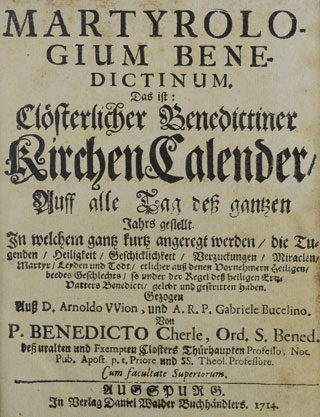 MARTYROLO-
GIUM BENE-
DICTINUM.
Das ist:
Clösterlicher Benedictiner
KirchenCalender/
Auff alle Tag deß gantzen
Jahrs gestellt.
In welchem gantz kurtz angeregt werden / die Tu-
genden / Heiligkeit / Geschicklichkeit / Verzuckungen / Miraclen/
Martyr / Leyden und Todt / etlicher auß denen Vornehmern Heiligen/
beedes Geschlechts / so under der Regel deß heiligen Ertz-
Vatters Benedicti / gelebt und gestritten haben.
Gezogen
Auß D. Arnoldo VVion, und A. R. P. Gabriele Bucelino.
Von
P. BENEDICTO Cherle, Ord. S. Bened.
deß uralten und Exempten Closters Thürhaupten Professo, Not.
Pub. Apost. p. t. Priore und SS. Theol. Professore.
Cum facultate Superiorum.
AUGSPURG,
In Verlag Daniel Walder Buchhändlers. 1714.